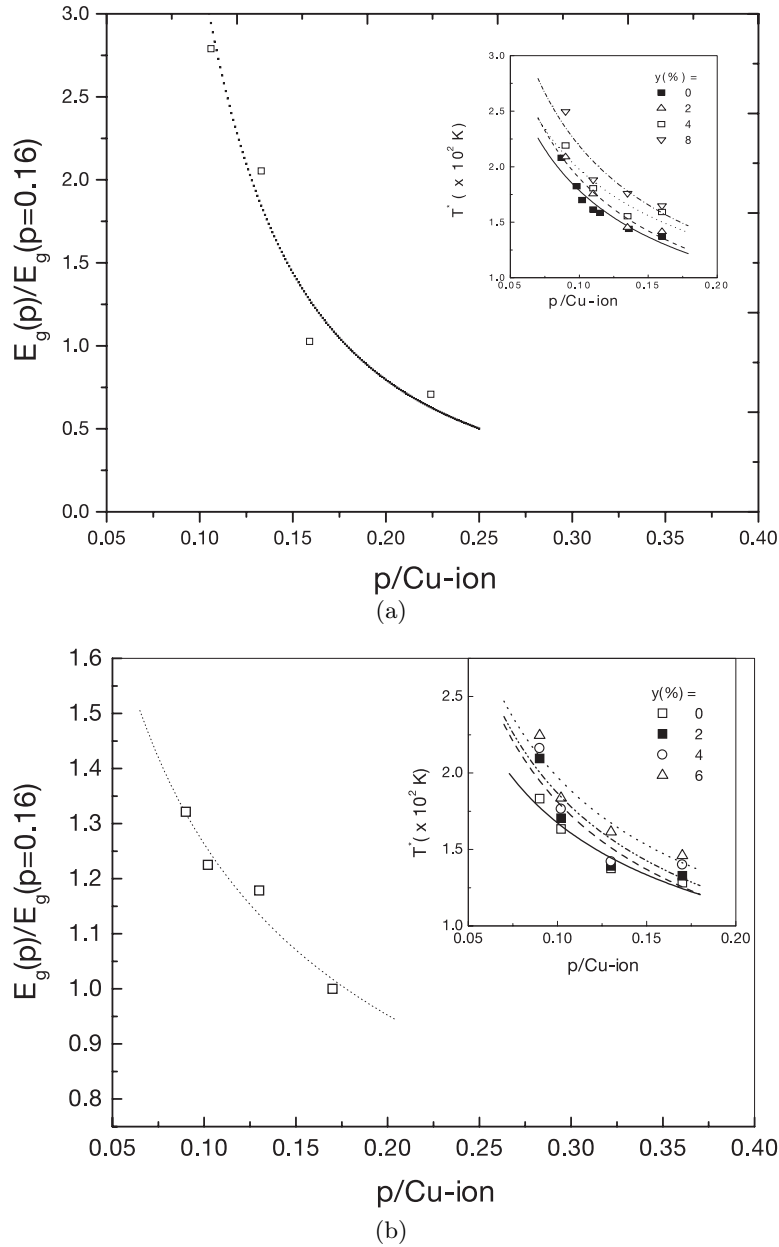 3.0
2.5
2.0
1.5
1.0
0.5
0.0
E_g(p)/E_g(p=0.16)
0.05 0.10 0.15 0.20 0.25 0.30 0.35 0.40
p/Cu-ion
3.0
2.5
2.0
1.5
1.0
T* ( x 10² K)
y(%) =
0
2
4
8
0.05 0.10 0.15 0.20
p/Cu-ion
(a)
1.6
1.5
1.4
1.3
1.2
1.1
1.0
0.9
0.8
E_g(p)/E_g(p=0.16)
0.05 0.10 0.15 0.20 0.25 0.30 0.35 0.40
p/Cu-ion
2.5
2.0
1.5
1.0
T*( x 10² K)
y(%) =
0
2
4
6
0.05 0.10 0.15 0.20
p/Cu-ion
(b)